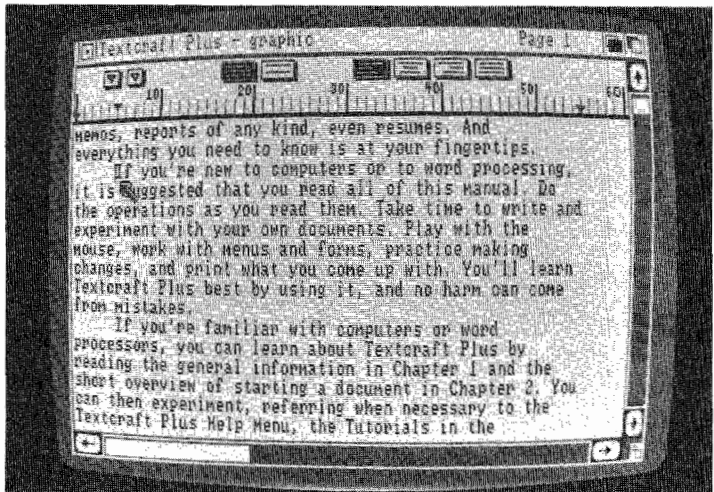 Textcraft Plus - graphic Page 1
10 20 30 40 50 60
memos, reports of any kind, even resumes. And
everything you need to know is at your fingertips.
If you're new to computers or to word processing,
it is suggested that you read all of this manual. Do
the operations as you read them. Take time to write and
experiment with your own documents. Play with the
mouse, work with menus and forms, practice making
changes, and print what you come up with. You'll learn
Textcraft Plus best by using it, and no harm can come
from mistakes.
If you're familiar with computers or word
processors, you can learn about Textcraft Plus by
reading the general information in Chapter 1 and the
short overview of starting a document in Chapter 2. You
can then experiment, referring when necessary to the
Textcraft Plus Help Menu, the Tutorials in the